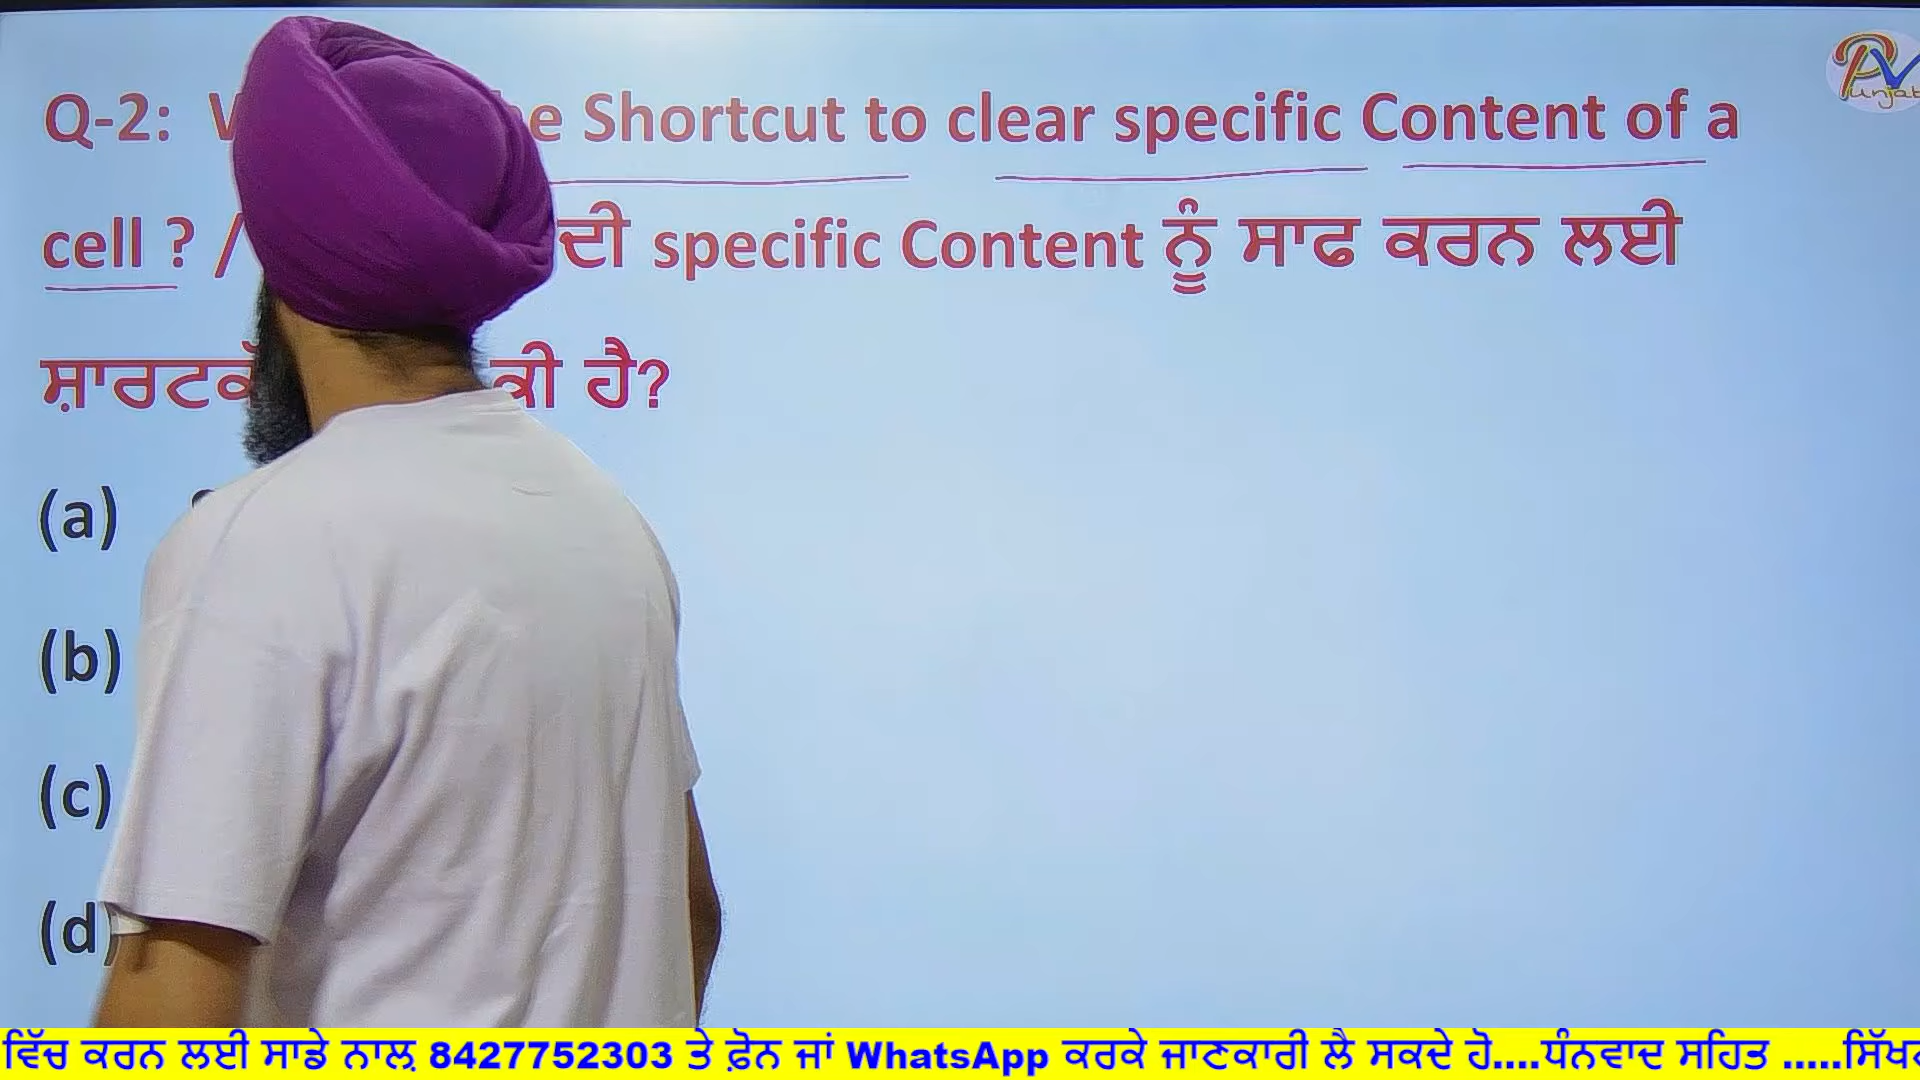 Q-2: Shortcut to clear specific Content of a
cell ? / ਦੀ specific Content ਨੂੰ ਸਾਫ ਕਰਨ ਲਈ
ਕੀ ਹੈ?
(a)
(b)
(c)
(d)
ਵਿੱਚ ਕਰਨ ਲਈ ਸਾਡੇ ਨਾਲ਼ 8427752303 ਤੇ ਫ਼ੋਨ ਜਾਂ WhatsApp ਕਰਕੇ ਜਾਣਕਾਰੀ ਲੈ ਸਕਦੇ ਹੋ....ਧੰਨਵਾਦ ਸਹਿਤ .....